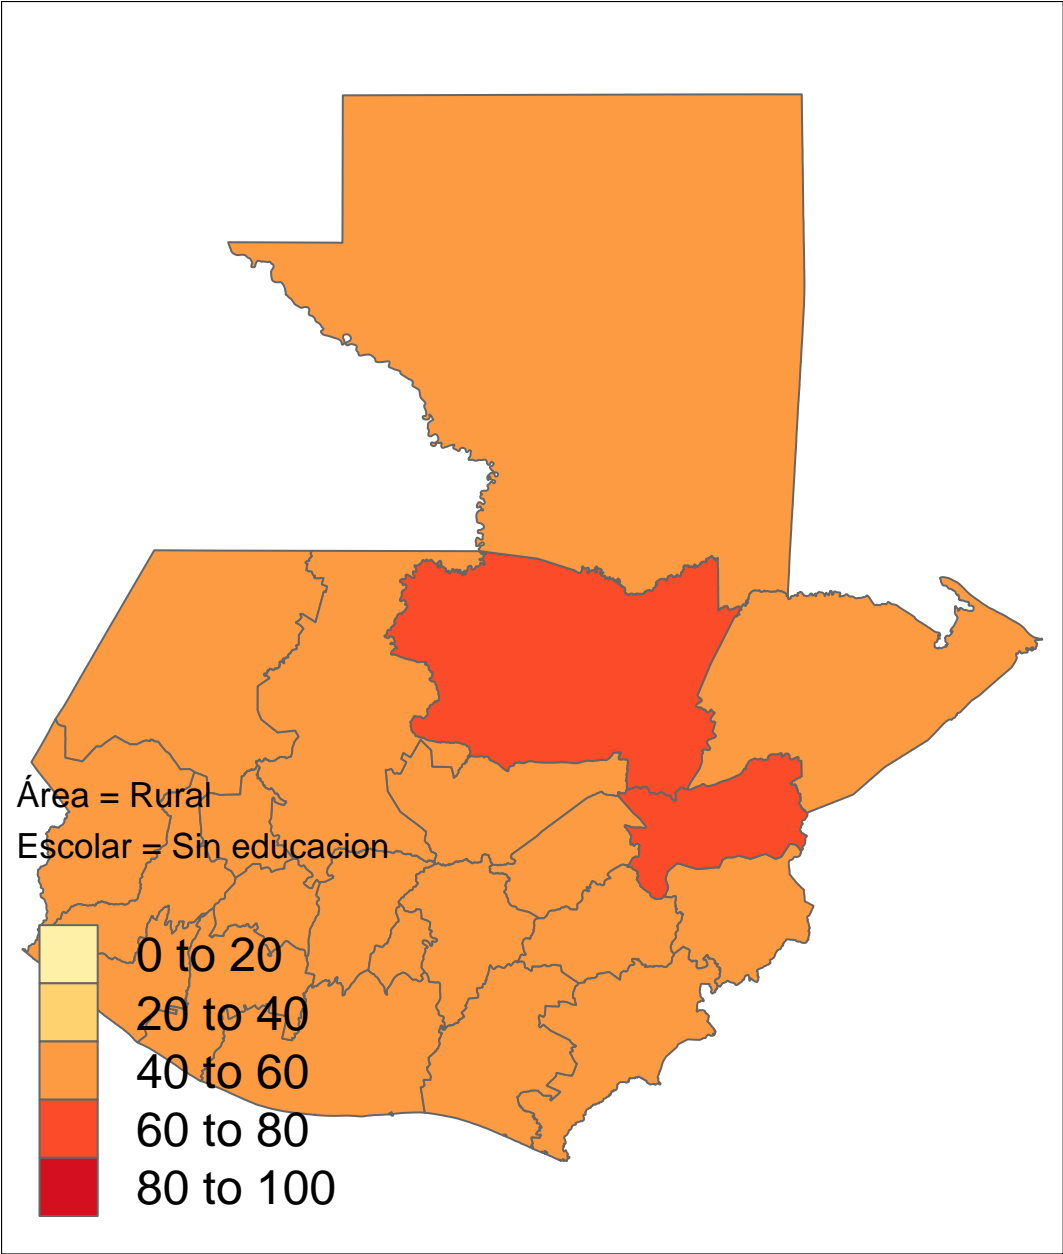 Área = Rural
Escolar = Sin educacion
0 to 20
20 to 40
40 to 60
60 to 80
80 to 100